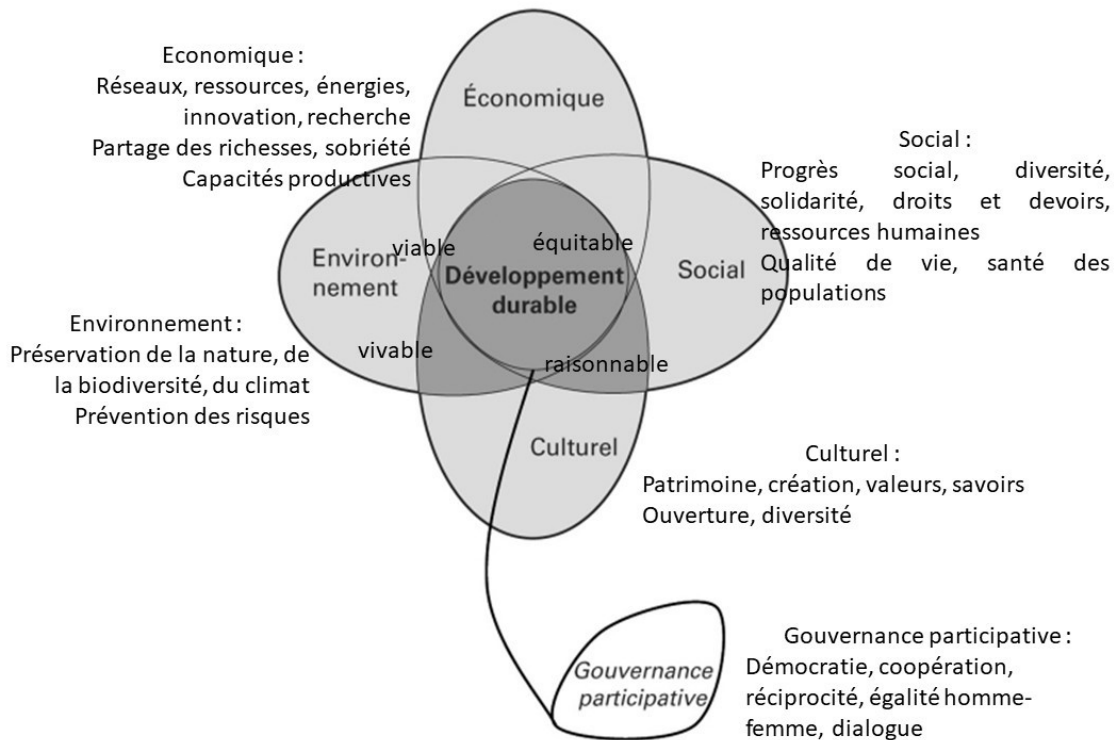 Economique :
Réseaux, ressources, énergies,
innovation, recherche
Partage des richesses, sobriété
Capacités productives
Économique
Social :
Progrès social, diversité,
solidarité, droits et devoirs,
ressources humaines
Qualité de vie, santé des
populations
viable
équitable
Environ-
nement
Développement
durable
Social
Environnement :
Préservation de la nature, de
la biodiversité, du climat
Prévention des risques
vivable
raisonnable
Culturel
Culturel :
Patrimoine, création, valeurs, savoirs
Ouverture, diversité
Gouvernance
participative
Gouvernance participative :
Démocratie, coopération,
réciprocité, égalité homme-
femme, dialogue